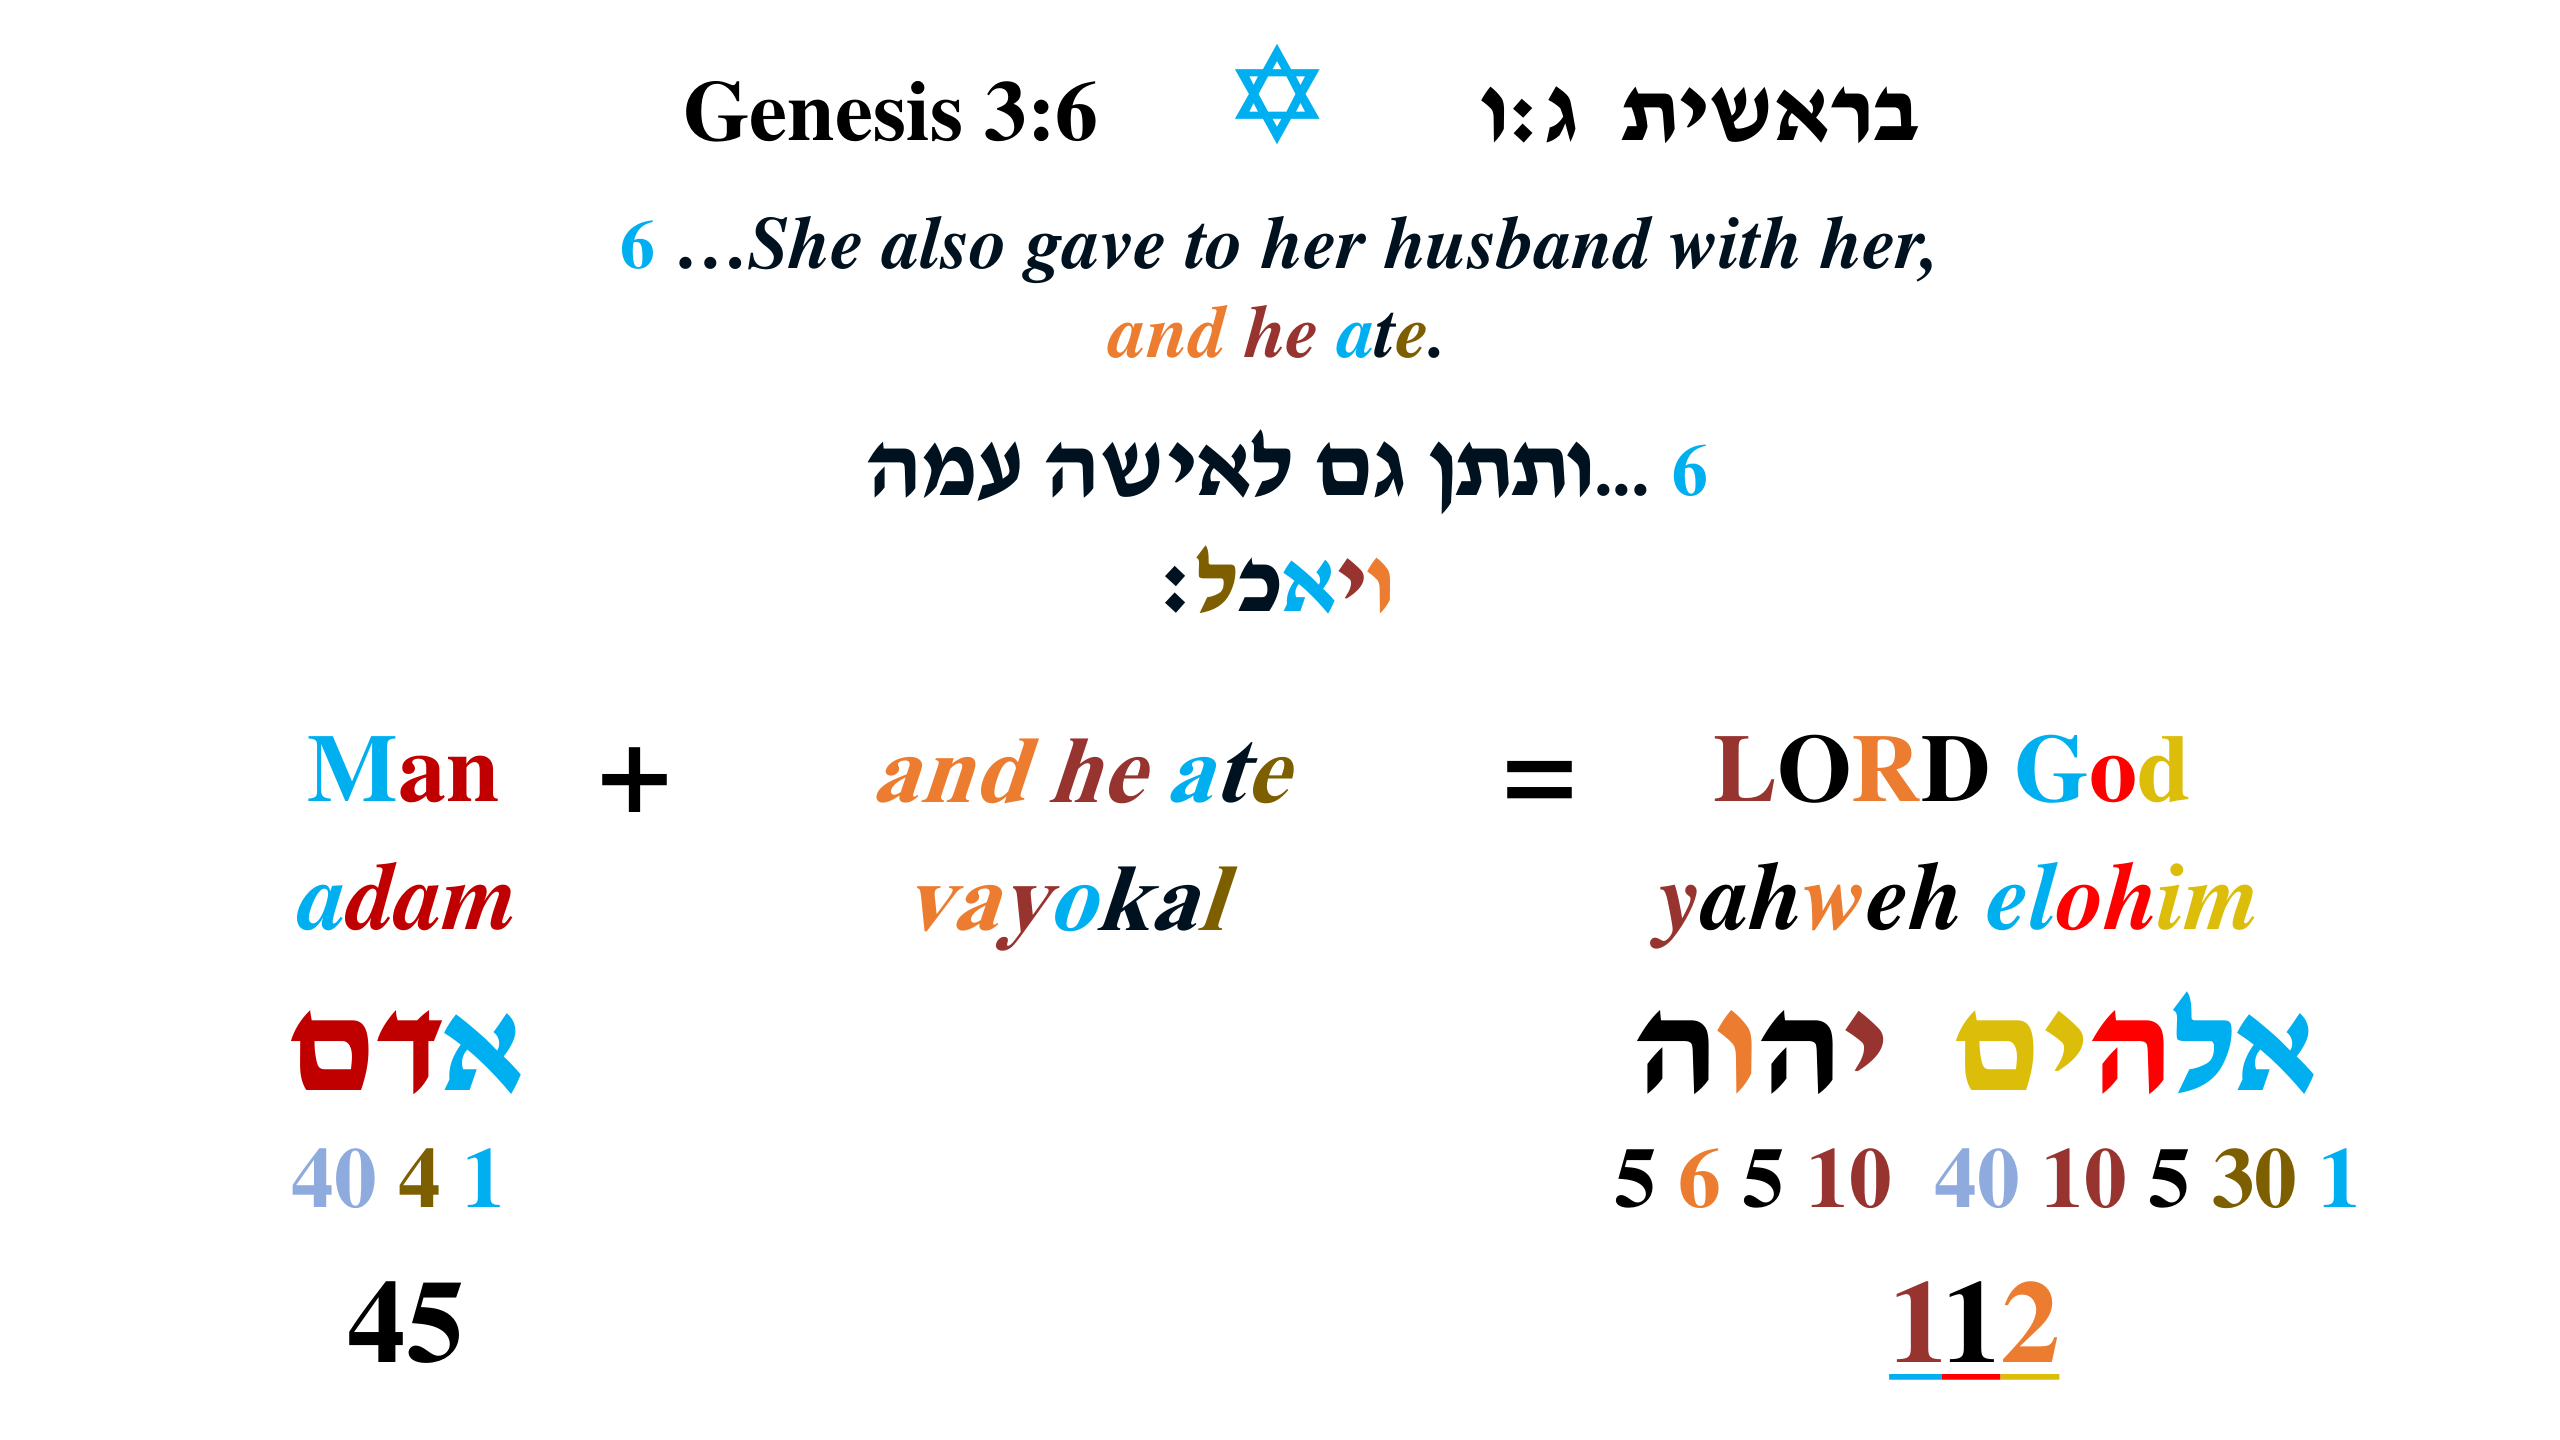 Genesis 3:6 ✡ בראשית ג:ו
6 …She also gave to her husband with her,
and he ate.
6 ...ותתן גם לאישה עמה
ויאכל:
Man + and he ate = LORD God
adam vayokal yahweh elohim
אדם אלהים יהוה
40 4 1 5 6 5 10 40 10 5 30 1
45 112